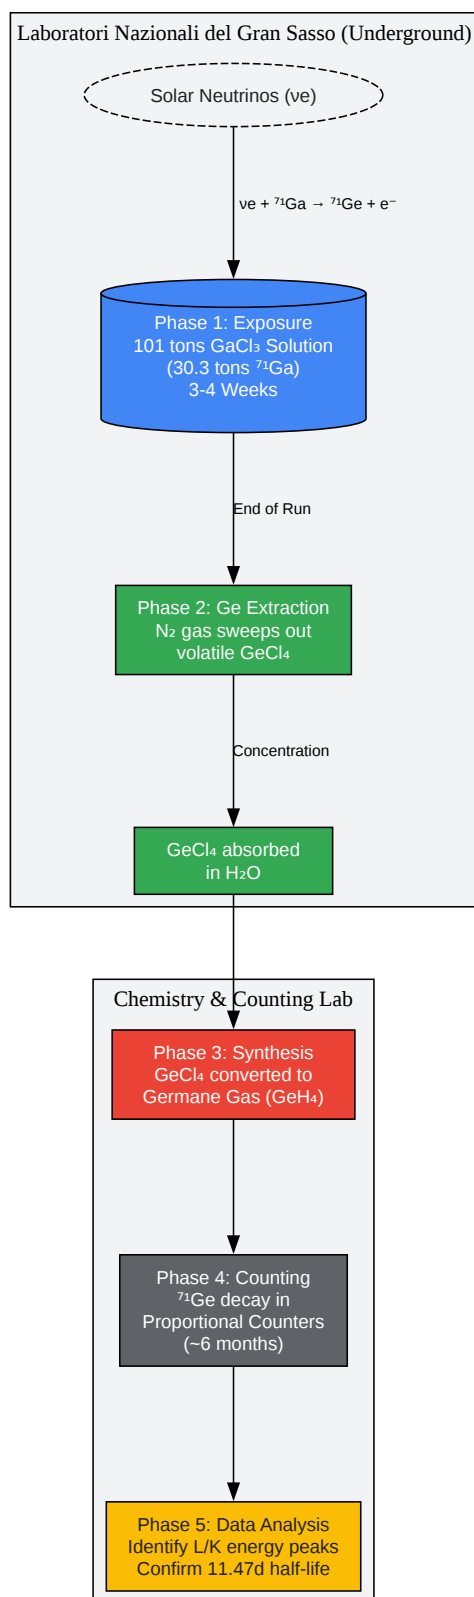 Laboratori Nazionali del Gran Sasso (Underground)
Solar Neutrinos (νe)
νe + ⁷¹Ga → ⁷¹Ge + e⁻
Phase 1: Exposure
101 tons GaCl₃ Solution
(30.3 tons ⁷¹Ga)
3-4 Weeks
End of Run
Phase 2: Ge Extraction
N₂ gas sweeps out
volatile GeCl₄
Concentration
GeCl₄ absorbed
in H₂O
Chemistry & Counting Lab
Phase 3: Synthesis
GeCl₄ converted to
Germane Gas (GeH₄)
Phase 4: Counting
⁷¹Ge decay in
Proportional Counters
(~6 months)
Phase 5: Data Analysis
Identify L/K energy peaks
Confirm 11.47d half-life